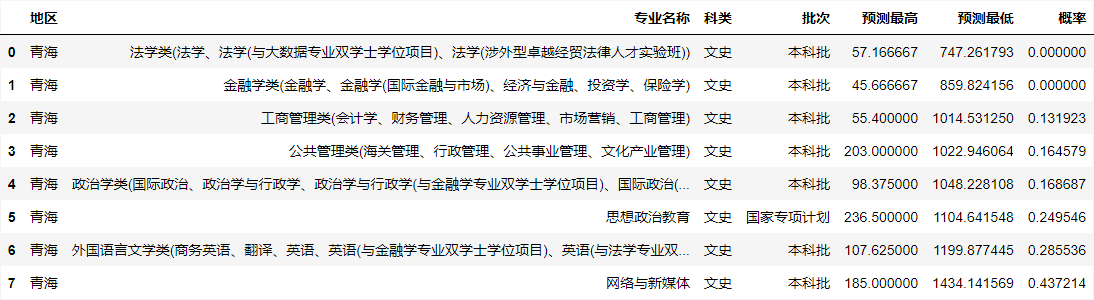 地区 专业名称 科类 批次 预测最高 预测最低 概率
0 青海 法学类(法学、法学(与大数据专业双学士学位项目)、法学(涉外型卓越经贸法律人才实验班)) 文史 本科批 57.166667 747.261793 0.000000
1 青海 金融学类(金融学、金融学(国际金融与市场)、经济与金融、投资学、保险学) 文史 本科批 45.666667 859.824156 0.000000
2 青海 工商管理类(会计学、财务管理、人力资源管理、市场营销、工商管理) 文史 本科批 55.400000 1014.531250 0.131923
3 青海 公共管理类(海关管理、行政管理、公共事业管理、文化产业管理) 文史 本科批 203.000000 1022.946064 0.164579
4 青海 政治学类(国际政治、政治学与行政学、政治学与行政学(与金融学专业双学士学位项目)、国际政治(... 文史 本科批 98.375000 1048.228108 0.168687
5 青海 思想政治教育 文史 国家专项计划 236.500000 1104.641548 0.249546
6 青海 外国语言文学类(商务英语、翻译、英语、英语(与金融学专业双学士学位项目)、英语(与法学专业双... 文史 本科批 107.625000 1199.877445 0.285536
7 青海 网络与新媒体 文史 本科批 185.000000 1434.141569 0.437214